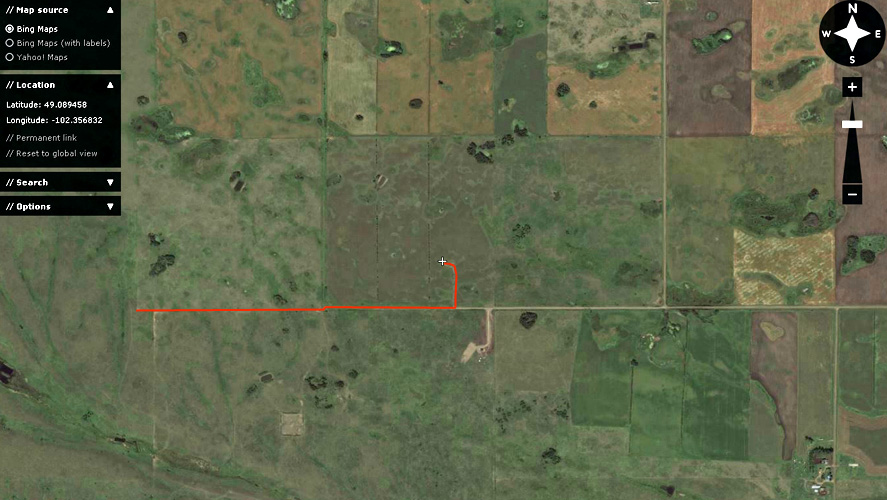 // Map source
Bing Maps
Bing Maps (with labels)
Yahoo! Maps
// Location
Latitude: 49.089458
Longitude: -102.356832
// Permanent link
// Reset to global view
// Search
// Options
N
W E
S
+
−